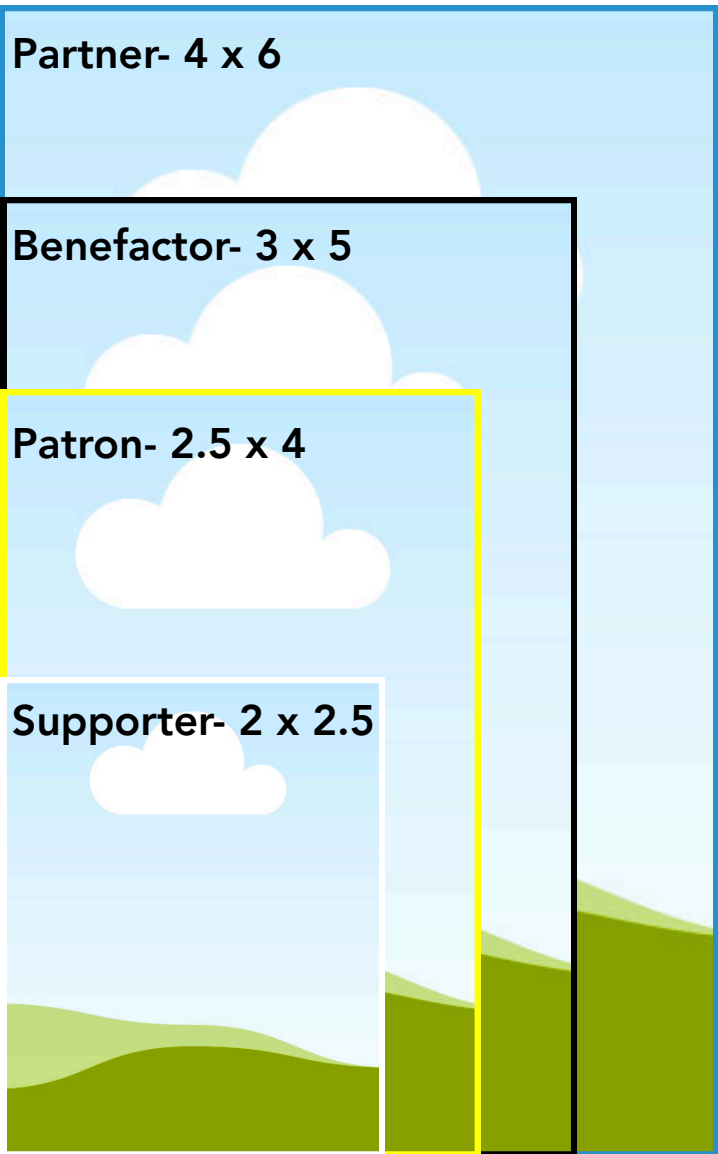 Partner- 4 x 6
Benefactor- 3 x 5
Patron- 2.5 x 4
Supporter- 2 x 2.5